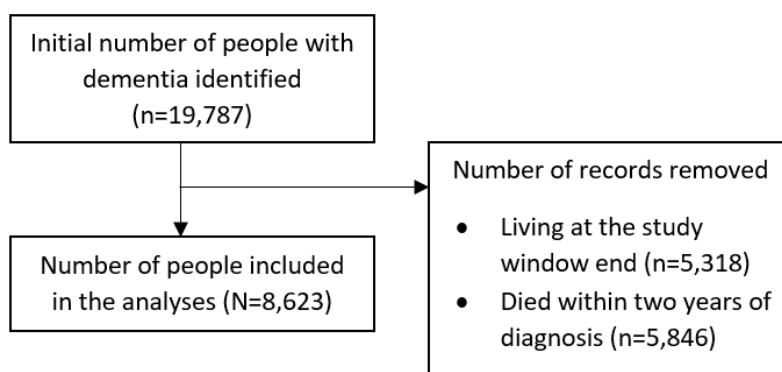 Initial number of people with
dementia identified
(n=19,787)
Number of records removed
• Living at the study
window end (n=5,318)
• Died within two years of
diagnosis (n=5,846)
Number of people included
in the analyses (N=8,623)